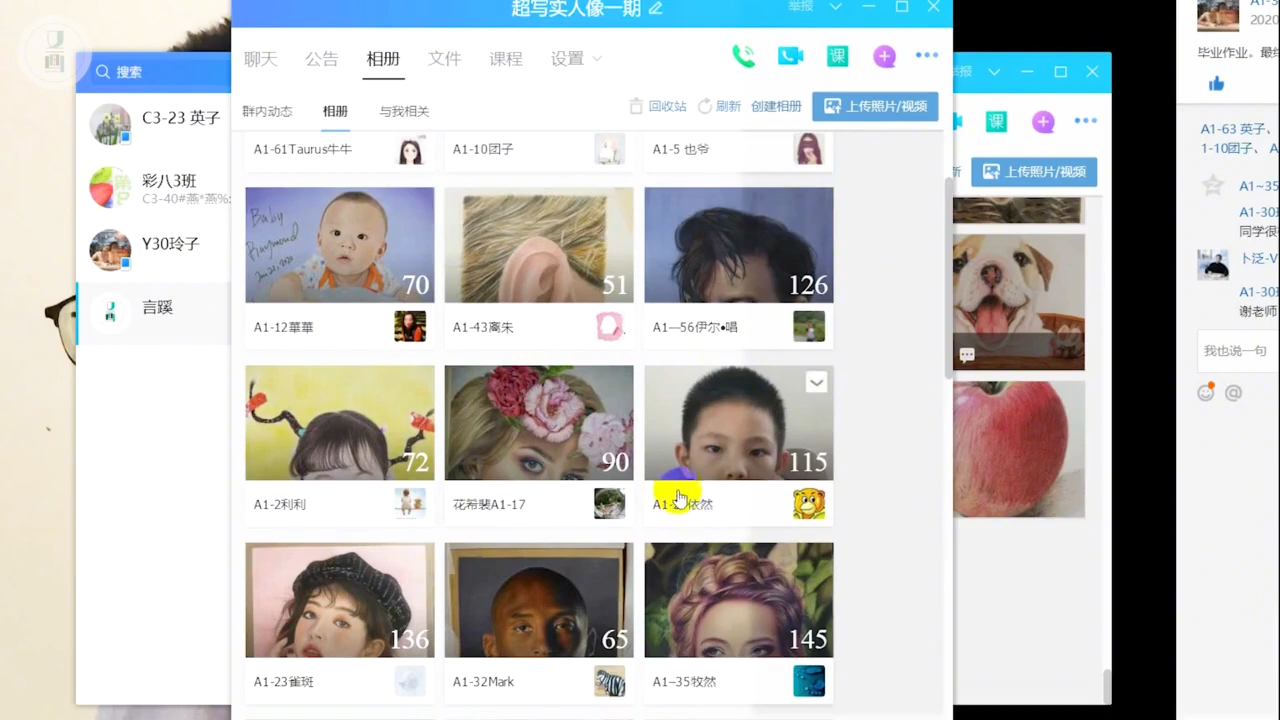 超写实人像一期
举报
聊天 公告 相册 文件 课程 设置
课
群内动态 相册 与我相关
回收站 刷新 创建相册 上传照片/视频
搜索
C3-23 英子
彩八3班
C3-40#燕*燕%:
Y30玲子
言蹊
A1-61Taurus牛牛
A1-10团子
A1-5 也爷
Baby
Raymond
70
51
126
A1-12華華
A1-43离朱
A1—56伊尔•唱
72
90
115
A1-2利利
花希裴A1-17
依然
136
65
145
A1-23雀斑
A1-32Mark
A1–35牧然
举报
课
新 上传照片/视频
A1-3
2020
毕业作业。最
A1-63 英子、
1-10团子、 A
A1~35
A1-30
同学很
卜泛-V
A1-30
谢老师
我也说一句